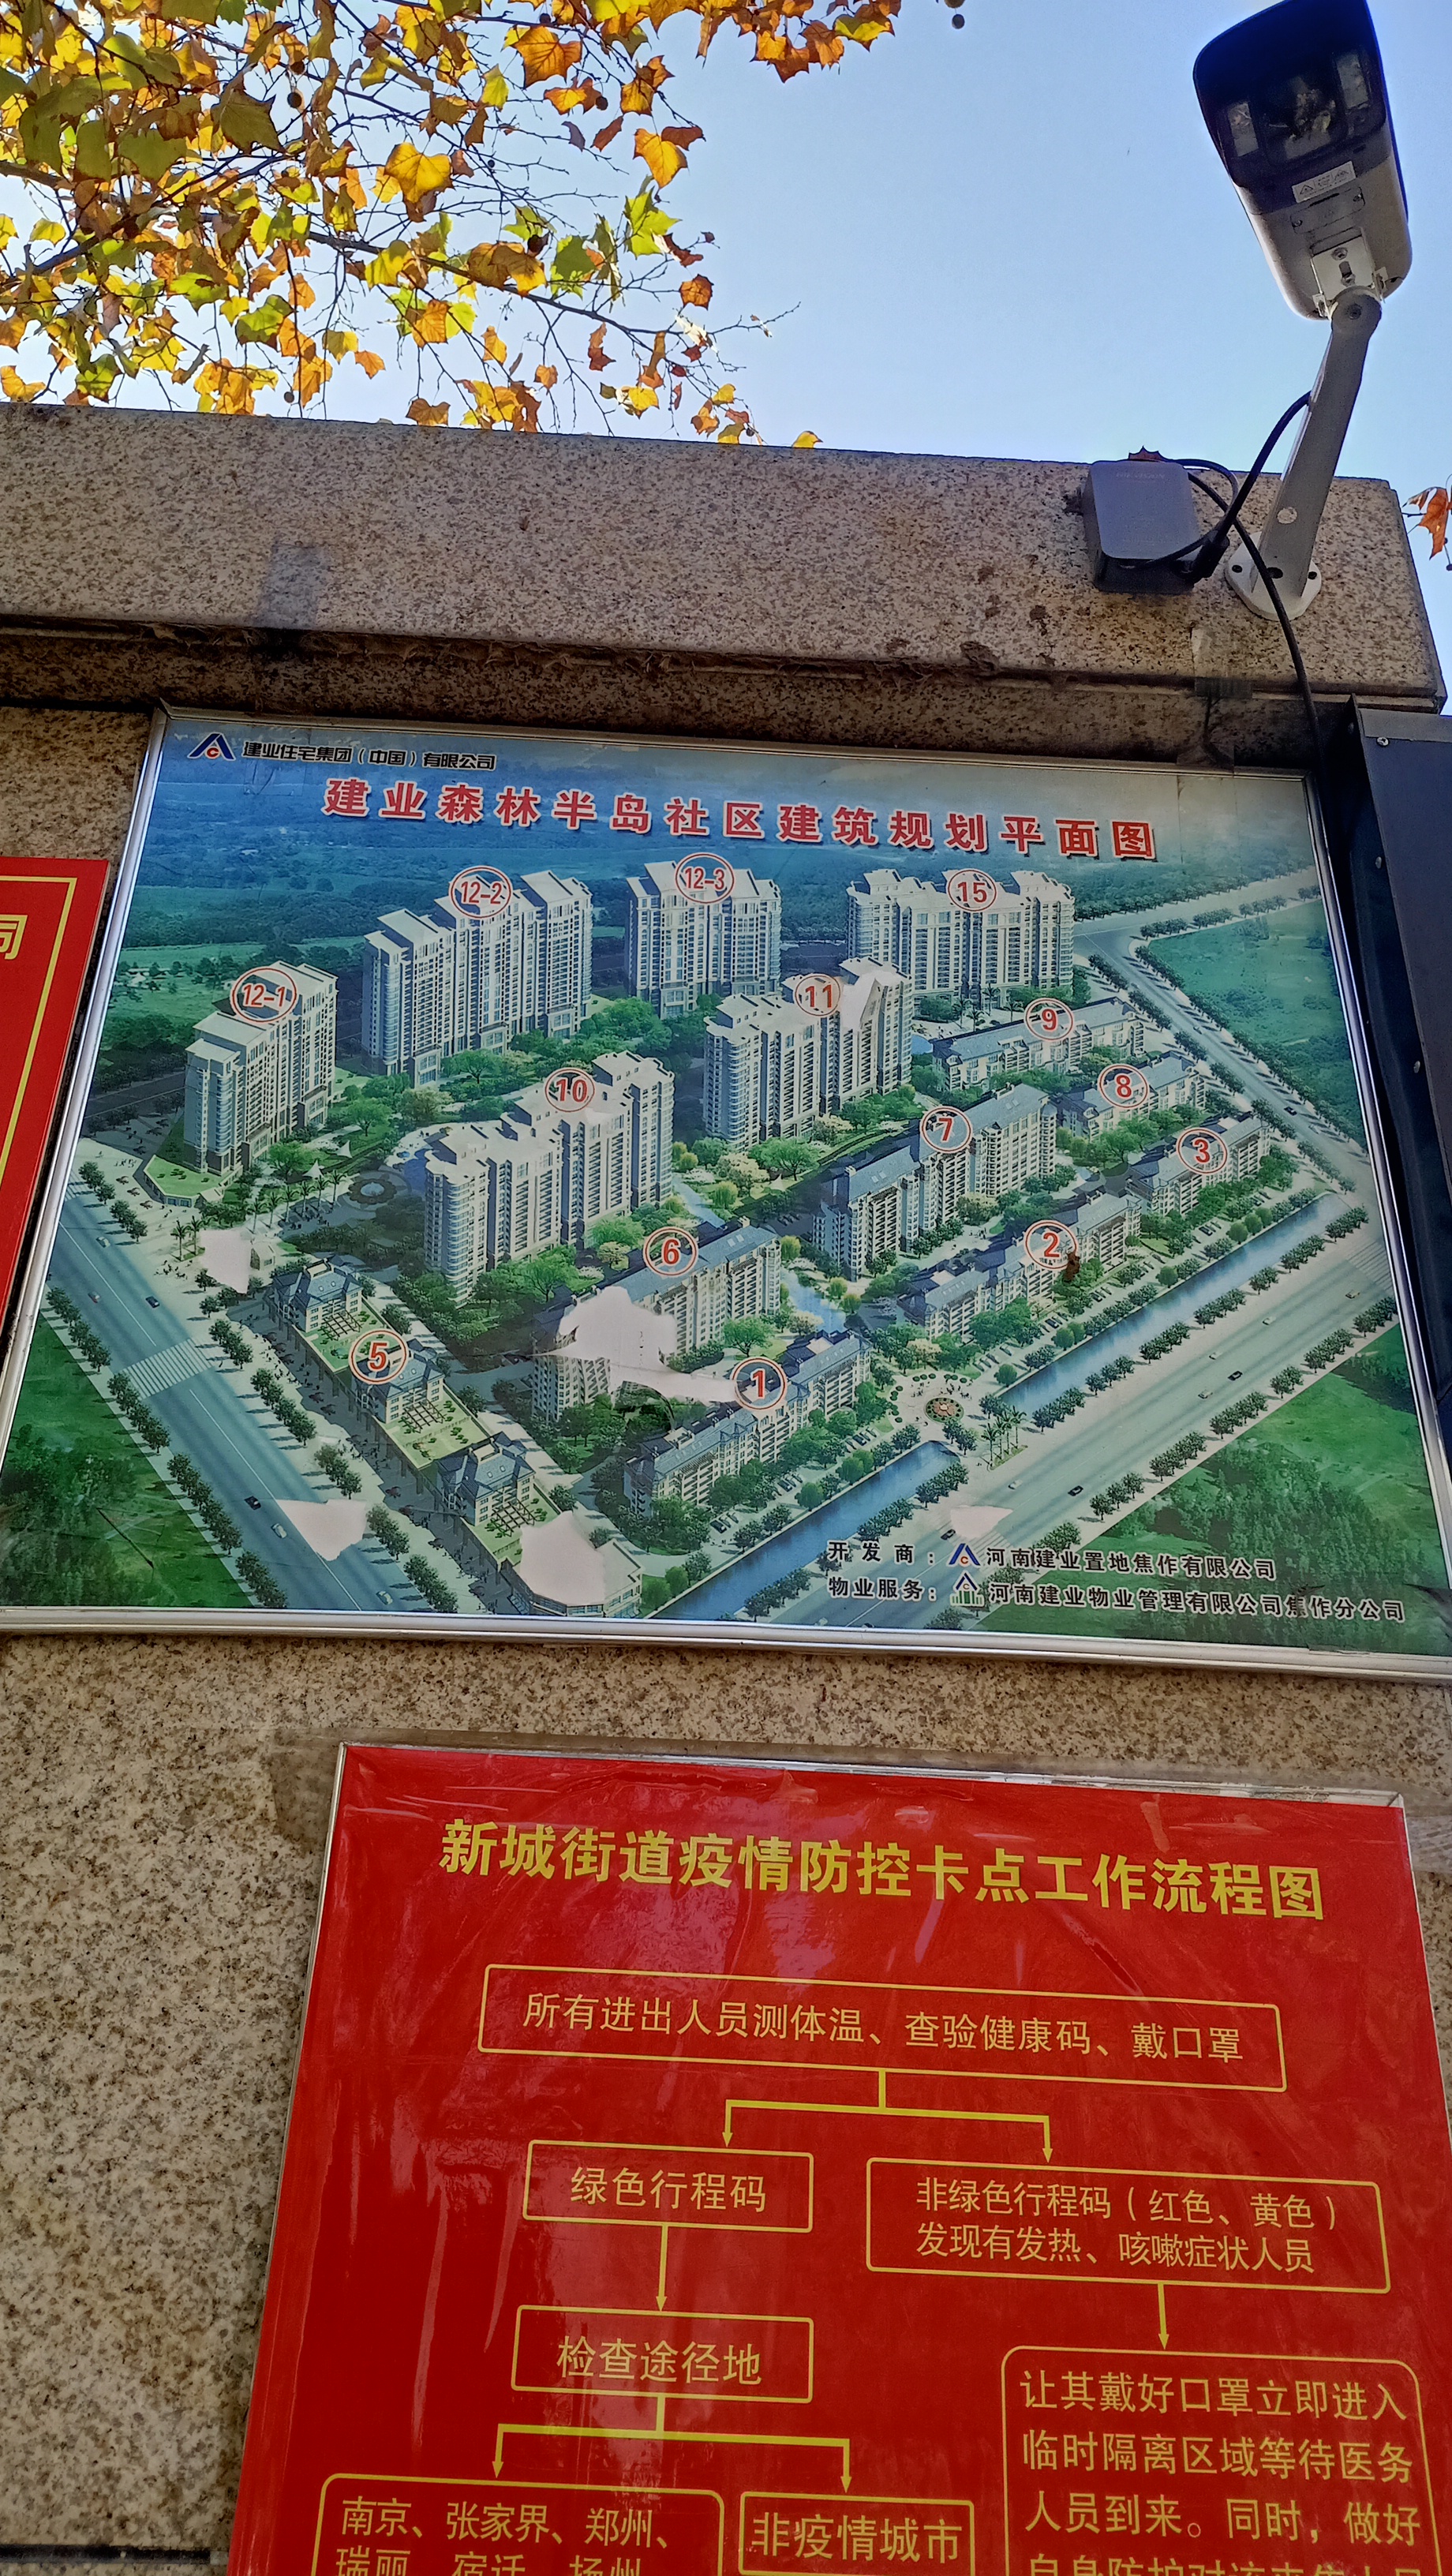 建业住宅集团（中国）有限公司
建业森林半岛社区建筑规划平面图
12-1
12-2
12-3
15
11
9
10
8
7
3
6
2
5
1
开发商：河南建业置地焦作有限公司
物业服务：河南建业物业管理有限公司焦作分公司
新城街道疫情防控卡点工作流程图
所有进出人员测体温、查验健康码、戴口罩
绿色行程码
非绿色行程码（红色、黄色）
发现有发热、咳嗽症状人员
检查途径地
让其戴好口罩立即进入
临时隔离区域等待医务
人员到来。同时，做好
南京、张家界、郑州、
瑞丽、宿迁、扬州
非疫情城市